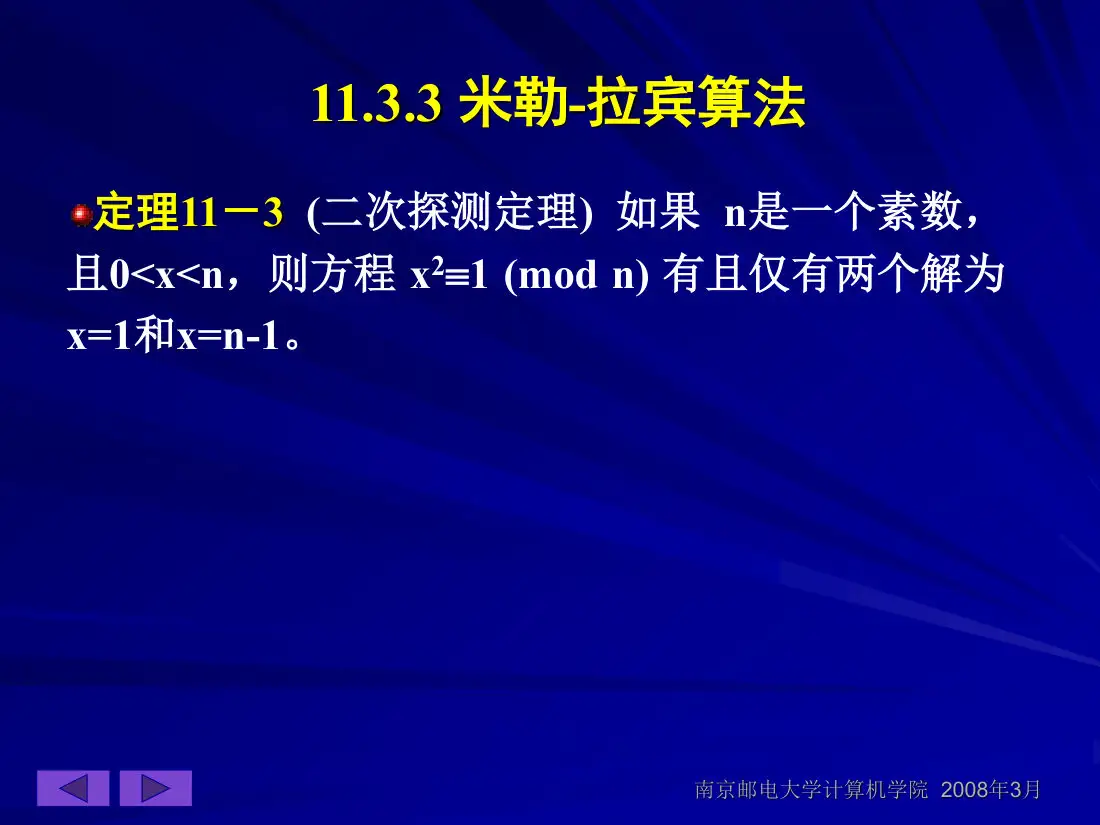 11.3.3 米勒-拉宾算法
定理11－3 (二次探测定理) 如果 n是一个素数，
且0<x<n，则方程 x²≡1 (mod n) 有且仅有两个解为
x=1和x=n-1。
南京邮电大学计算机学院 2008年3月